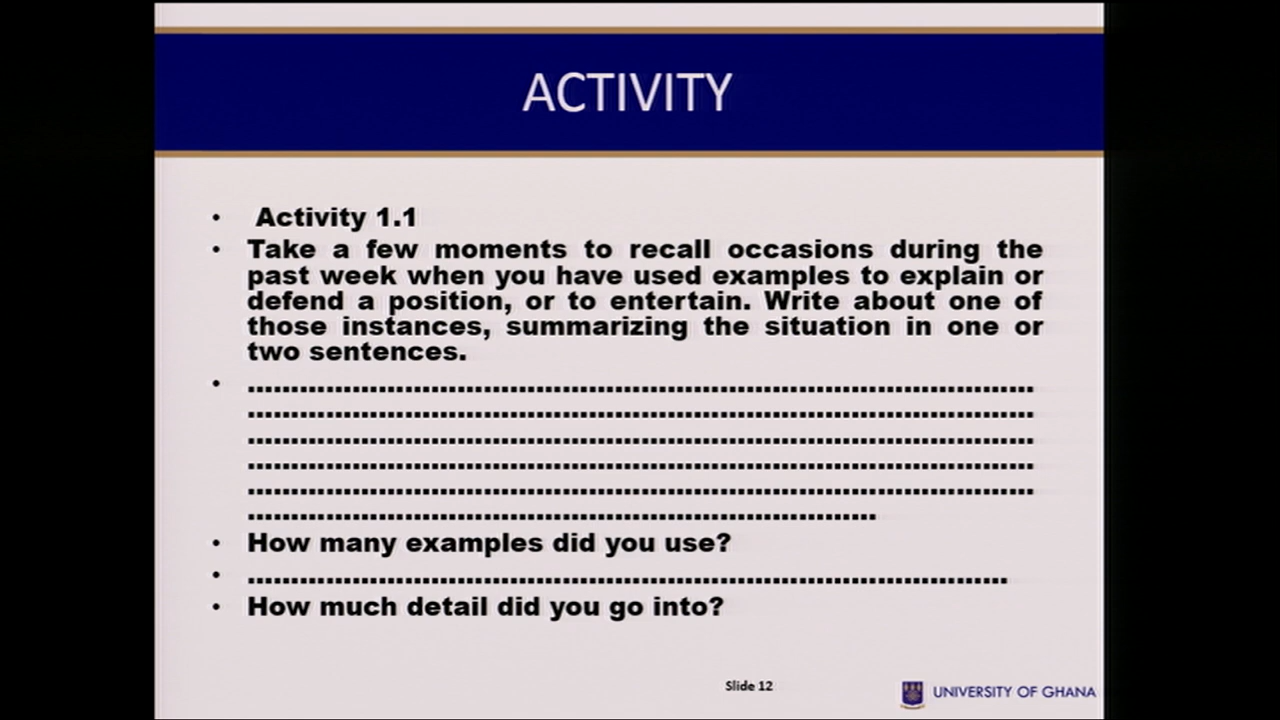 ACTIVITY
• Activity 1.1
• Take a few moments to recall occasions during the
past week when you have used examples to explain or
defend a position, or to entertain. Write about one of
those instances, summarizing the situation in one or
two sentences.
• ...........................................................................................
...........................................................................................
...........................................................................................
...........................................................................................
...........................................................................................
.........................................................................
• How many examples did you use?
• ........................................................................................
• How much detail did you go into?
Slide 12
UNIVERSITY OF GHANA